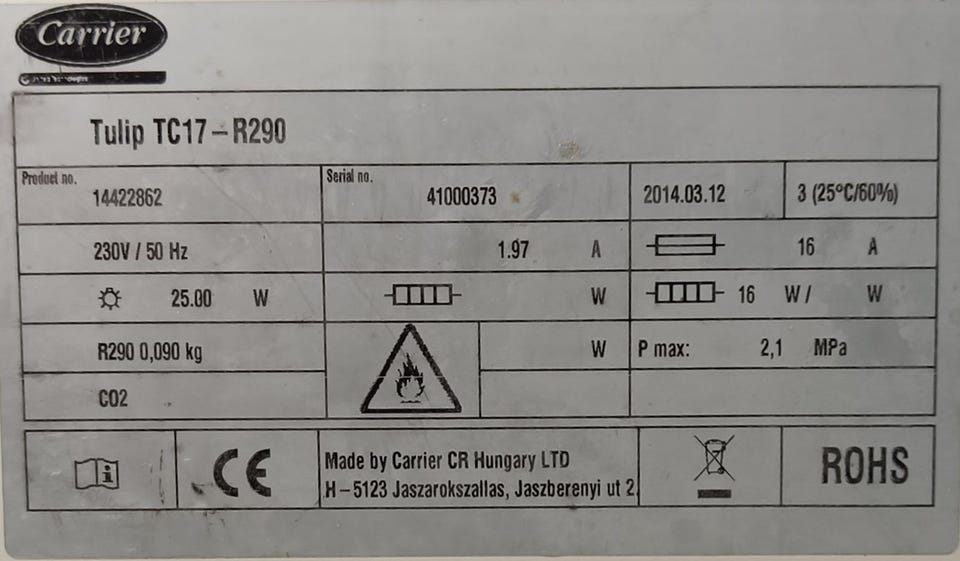 Carrier
Tulip TC17-R290
Product no.
14422862
Serial no.
41000373
2014.03.12
3 (25°C/60%)
230V / 50 Hz
1.97 A
16 A
25.00 W
W
16 W / W
R290 0,090 kg
W
P max: 2,1 MPa
CO2
CE
Made by Carrier CR Hungary LTD
H-5123 Jaszarokszallas, Jaszberenyi ut 2.
ROHS